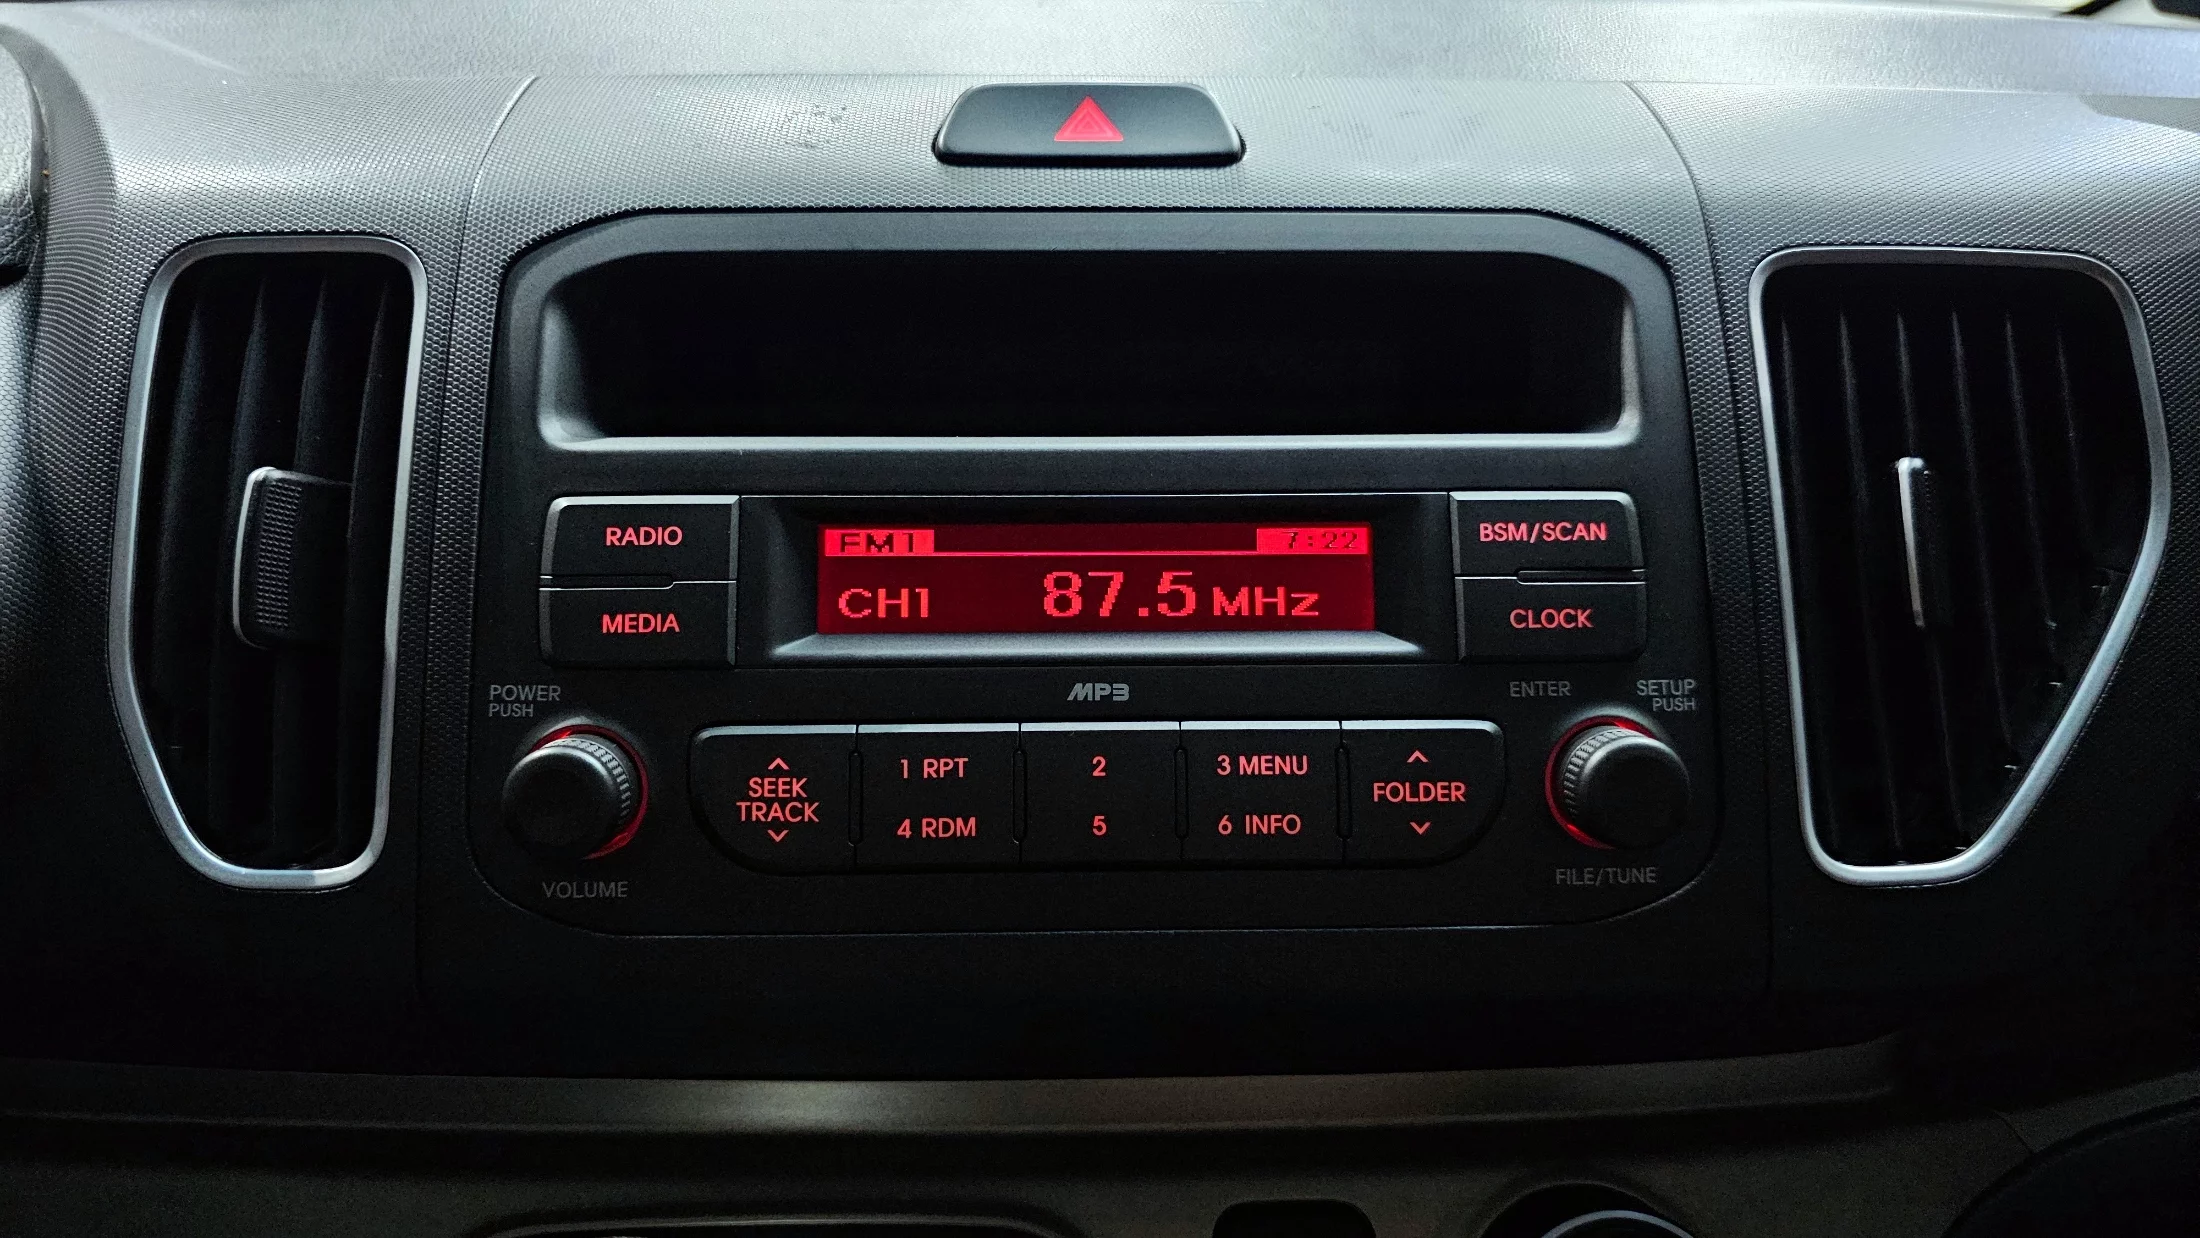 RADIO
MEDIA
FM1
7:22
CH1 87.5 MHz
BSM/SCAN
CLOCK
POWER
PUSH
MP3
ENTER
SETUP
PUSH
VOLUME
SEEK
TRACK
1 RPT
2
3 MENU
4 RDM
5
6 INFO
FOLDER
FILE/TUNE